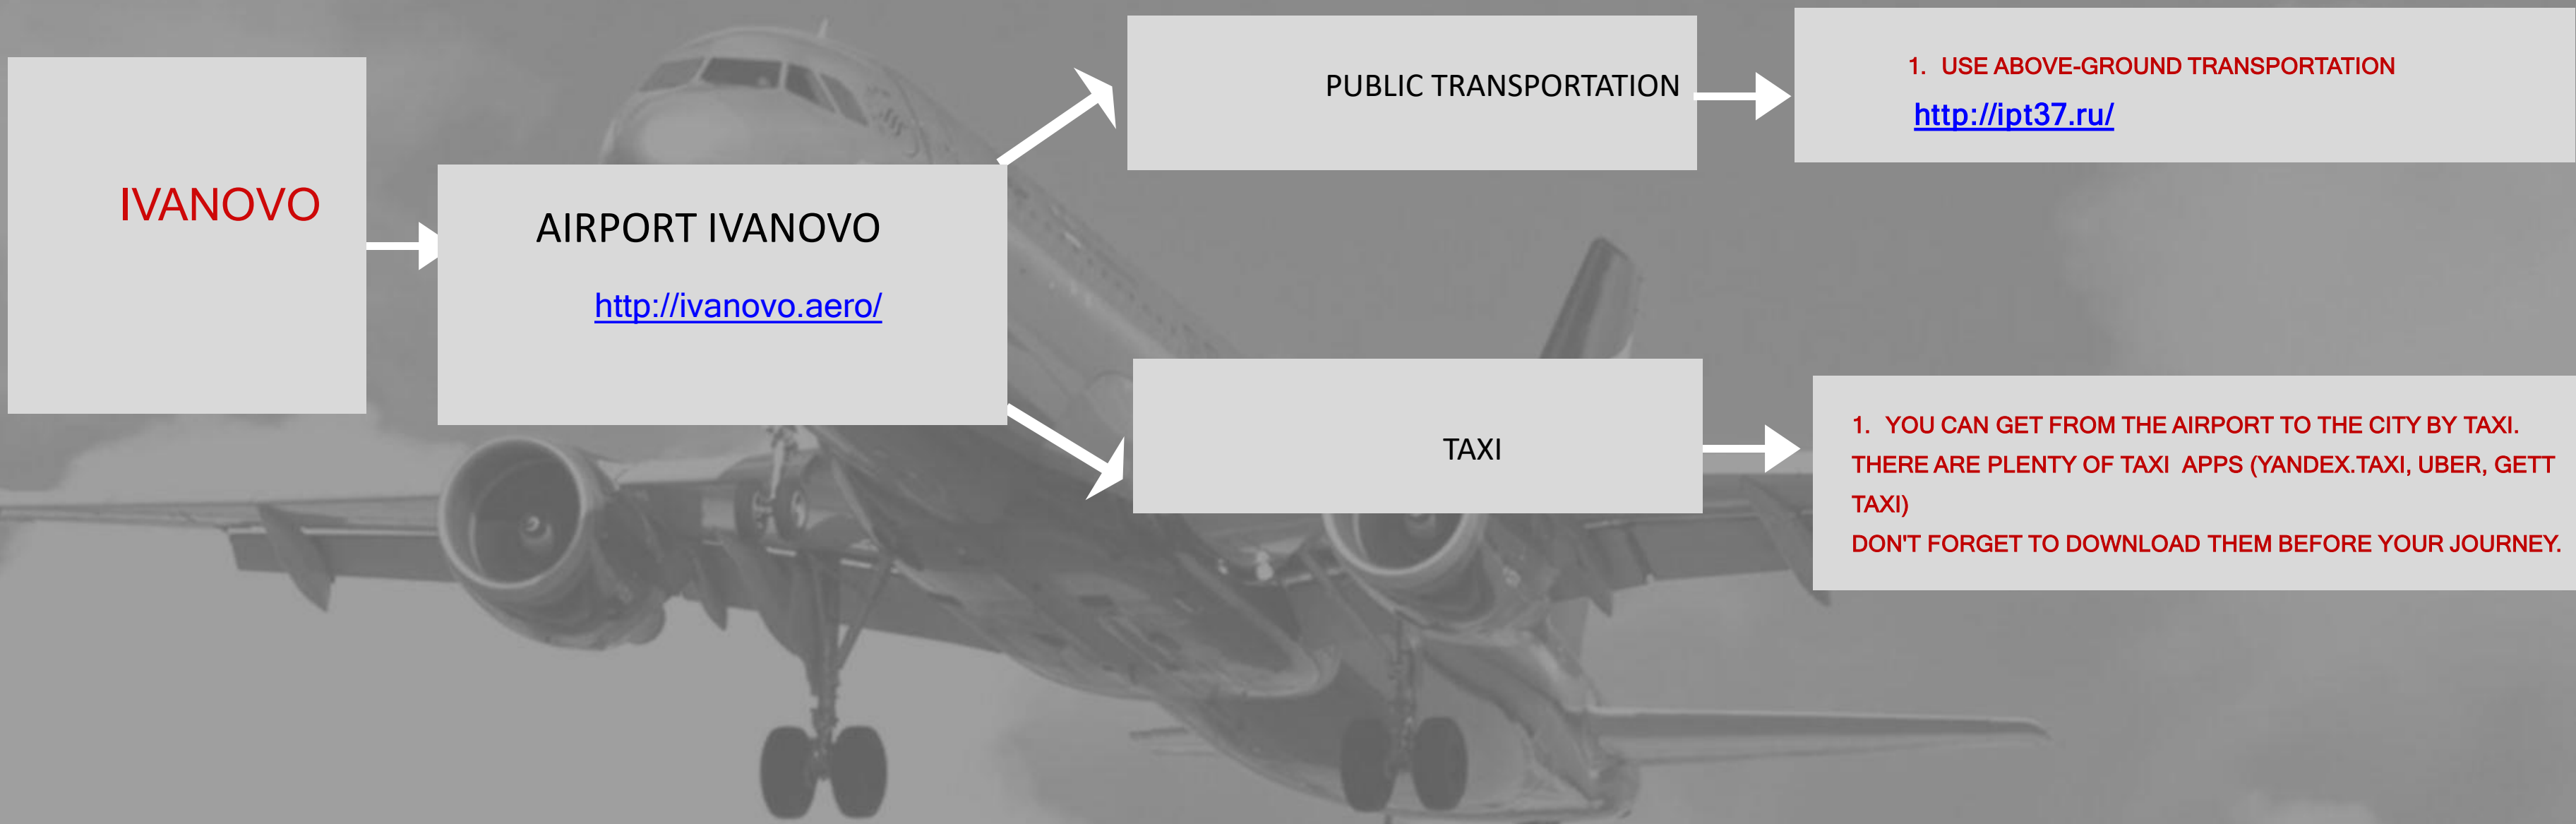 IVANOVO
AIRPORT IVANOVO
http://ivanovo.aero/
PUBLIC TRANSPORTATION
1. USE ABOVE-GROUND TRANSPORTATION
http://ipt37.ru/
TAXI
1. YOU CAN GET FROM THE AIRPORT TO THE CITY BY TAXI.
THERE ARE PLENTY OF TAXI APPS (YANDEX.TAXI, UBER, GETT
TAXI)
DON'T FORGET TO DOWNLOAD THEM BEFORE YOUR JOURNEY.